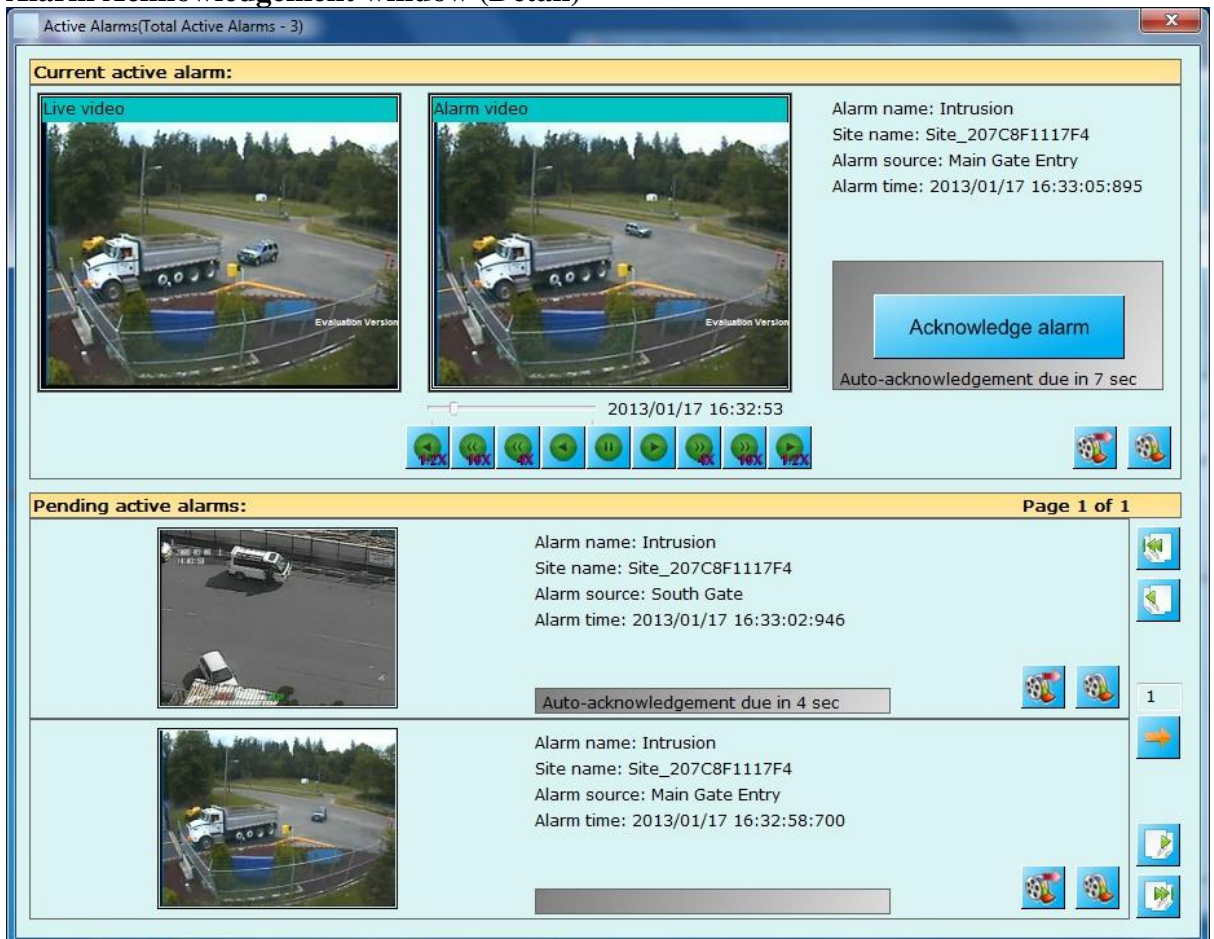 Alarm Acknowledgement window (Detail)
Active Alarms(Total Active Alarms - 3)
x
Current active alarm:
Live video
Evaluation Version
Alarm video
Evaluation Version
Alarm name: Intrusion
Site name: Site_207C8F1117F4
Alarm source: Main Gate Entry
Alarm time: 2013/01/17 16:33:05:895
Acknowledge alarm
Auto-acknowledgement due in 7 sec
2013/01/17 16:32:53
1/2X 16X 4X 4X 16X 1/2X
Pending active alarms:
Page 1 of 1
Alarm name: Intrusion
Site name: Site_207C8F1117F4
Alarm source: South Gate
Alarm time: 2013/01/17 16:33:02:946
Auto-acknowledgement due in 4 sec
1
Alarm name: Intrusion
Site name: Site_207C8F1117F4
Alarm source: Main Gate Entry
Alarm time: 2013/01/17 16:32:58:700